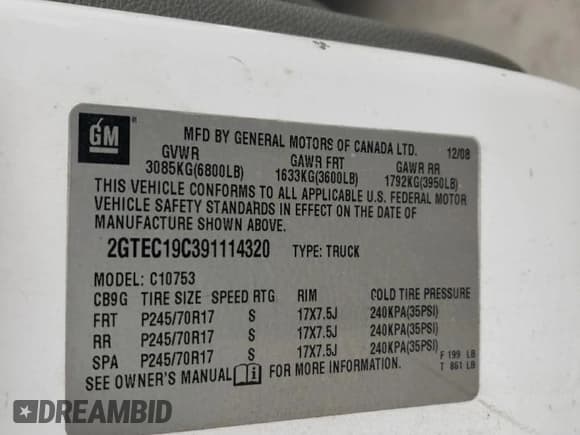 GM ®
MFD BY GENERAL MOTORS OF CANADA LTD. 12/08
GVWR GAWR FRT GAWR RR
3085KG(6800LB) 1633KG(3600LB) 1792KG(3950LB)
THIS VEHICLE CONFORMS TO ALL APPLICABLE U.S. FEDERAL MOTOR
VEHICLE SAFETY STANDARDS IN EFFECT ON THE DATE OF
MANUFACTURE SHOWN ABOVE.
2GTEC19C391114320 TYPE: TRUCK
MODEL: C10753
CB9G TIRE SIZE SPEED RTG RIM COLD TIRE PRESSURE
FRT P245/70R17 S 17X7.5J 240KPA(35PSI)
RR P245/70R17 S 17X7.5J 240KPA(35PSI)
SPA P245/70R17 S 17X7.5J 240KPA(35PSI)
F 199 LB
T 861 LB
SEE OWNER'S MANUAL i FOR MORE INFORMATION.
DREAMBID